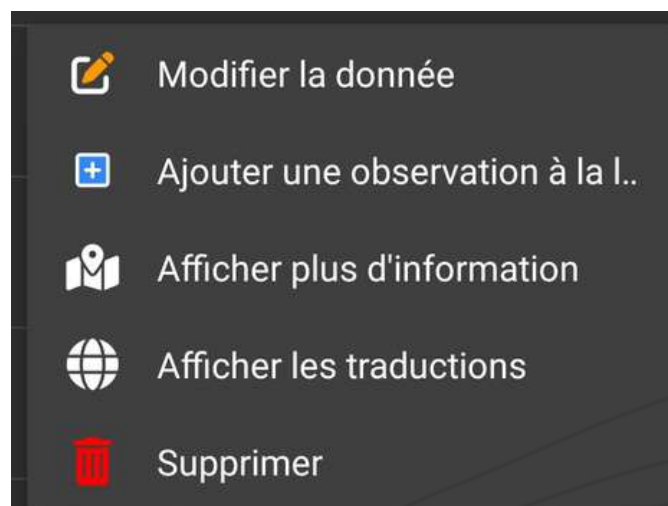 Modifier la donnée
Ajouter une observation à la l..
Afficher plus d'information
Afficher les traductions
Supprimer